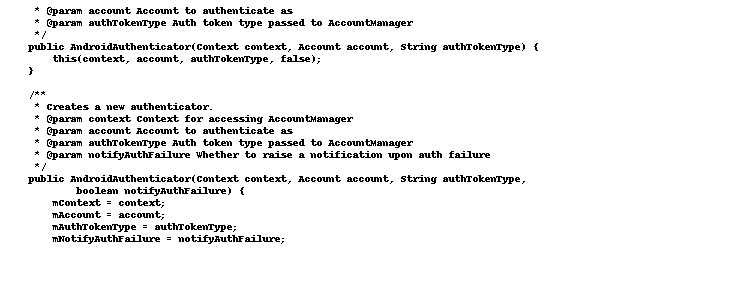 * @param account Account to authenticate as
 * @param authTokenType Auth token type passed to AccountManager
 */
public AndroidAuthenticator(Context context, Account account, String authTokenType) {
    this(context, account, authTokenType, false);
}

/**
 * Creates a new authenticator.
 * @param context Context for accessing AccountManager
 * @param account Account to authenticate as
 * @param authTokenType Auth token type passed to AccountManager
 * @param notifyAuthFailure Whether to raise a notification upon auth failure
 */
public AndroidAuthenticator(Context context, Account account, String authTokenType,
        boolean notifyAuthFailure) {
    mContext = context;
    mAccount = account;
    mAuthTokenType = authTokenType;
    mNotifyAuthFailure = notifyAuthFailure;